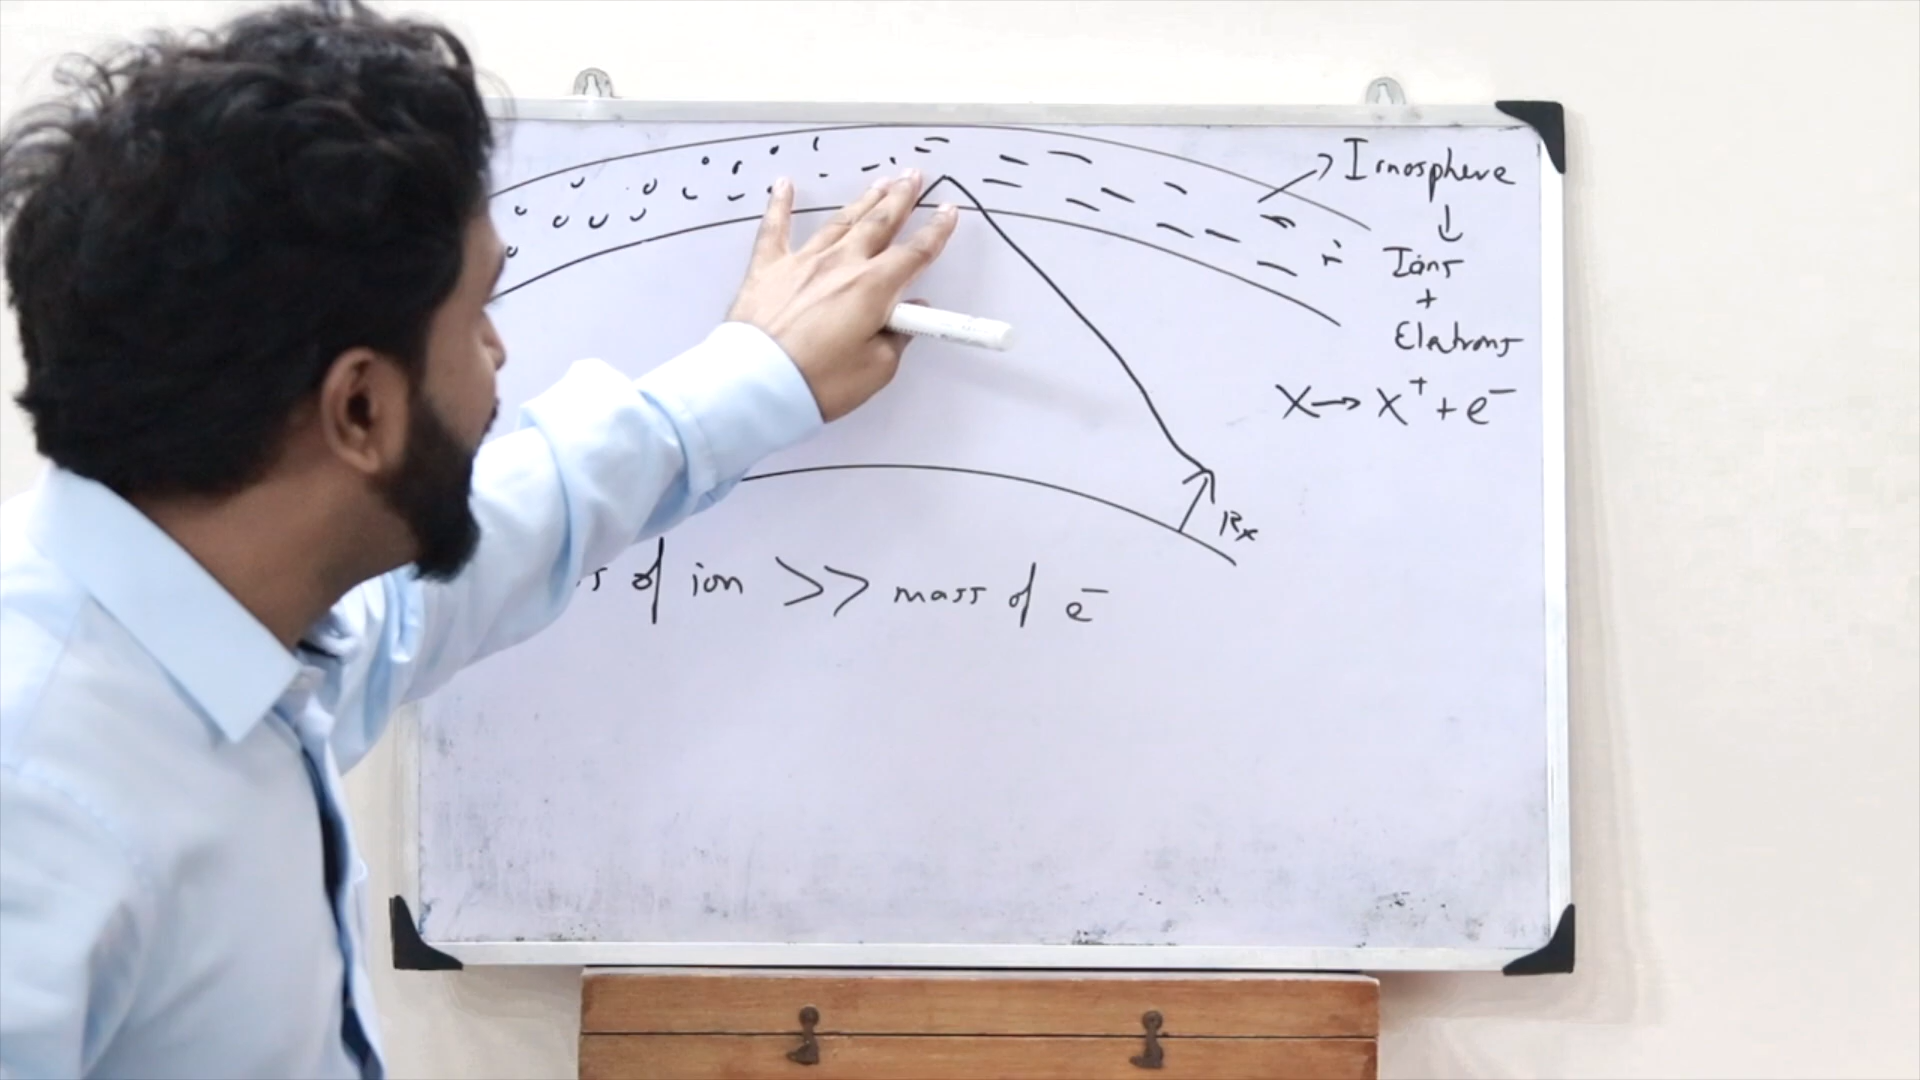 Ionosphere
↓
Ions
+
Electrons
X → X⁺ + e⁻
Rx
of ion >> mass of e⁻